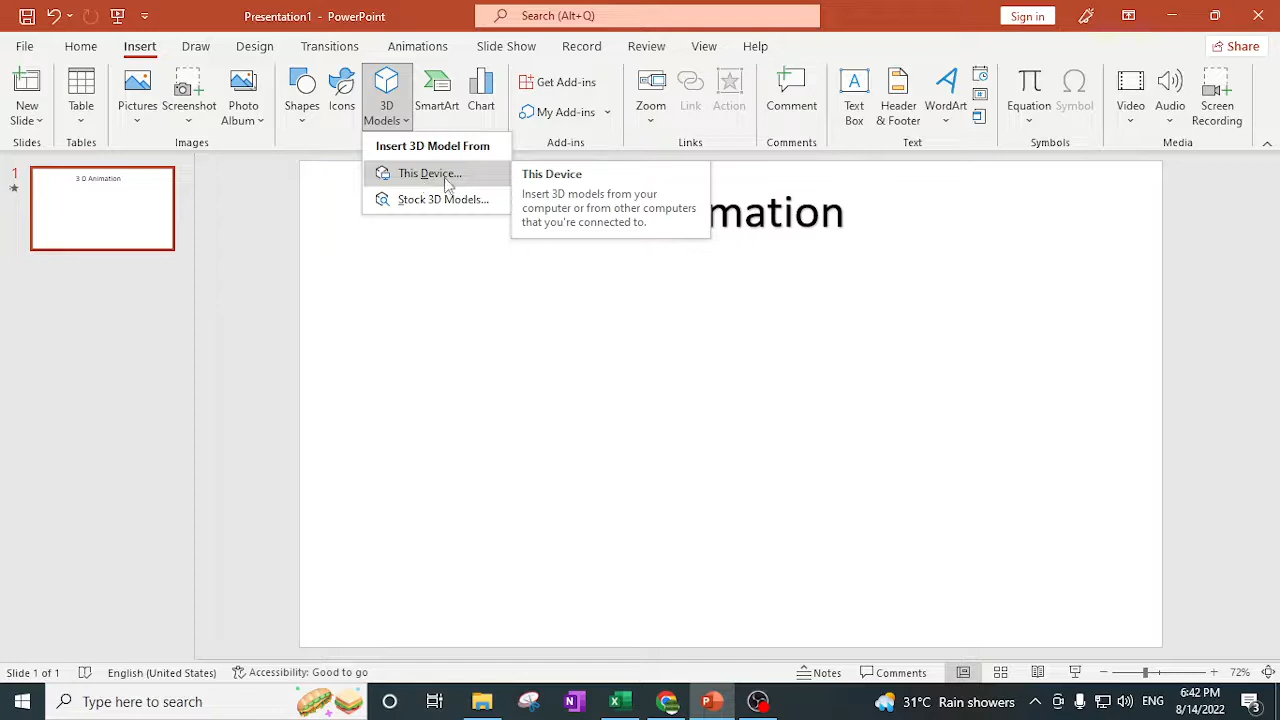 Presentation1 - PowerPoint
Search (Alt+Q)
Sign in
File Home Insert Draw Design Transitions Animations Slide Show Record Review View Help
Share
New Slide
Table
Pictures
Screenshot
Photo Album
Shapes
Icons
3D Models
SmartArt
Chart
Get Add-ins
My Add-ins
Zoom
Link
Action
Comment
Text Box
Header & Footer
WordArt
Equation
Symbol
Video
Audio
Screen Recording
Slides Tables Images Add-ins Links Comments Text Symbols Media
Insert 3D Model From
This Device...
Stock 3D Models...
This Device
Insert 3D models from your
computer or from other computers
that you're connected to.
1
3 D Animation
mation
Slide 1 of 1 English (United States) Accessibility: Good to go Notes Comments 72%
Type here to search
31°C Rain showers ENG
6:42 PM
8/14/2022
3